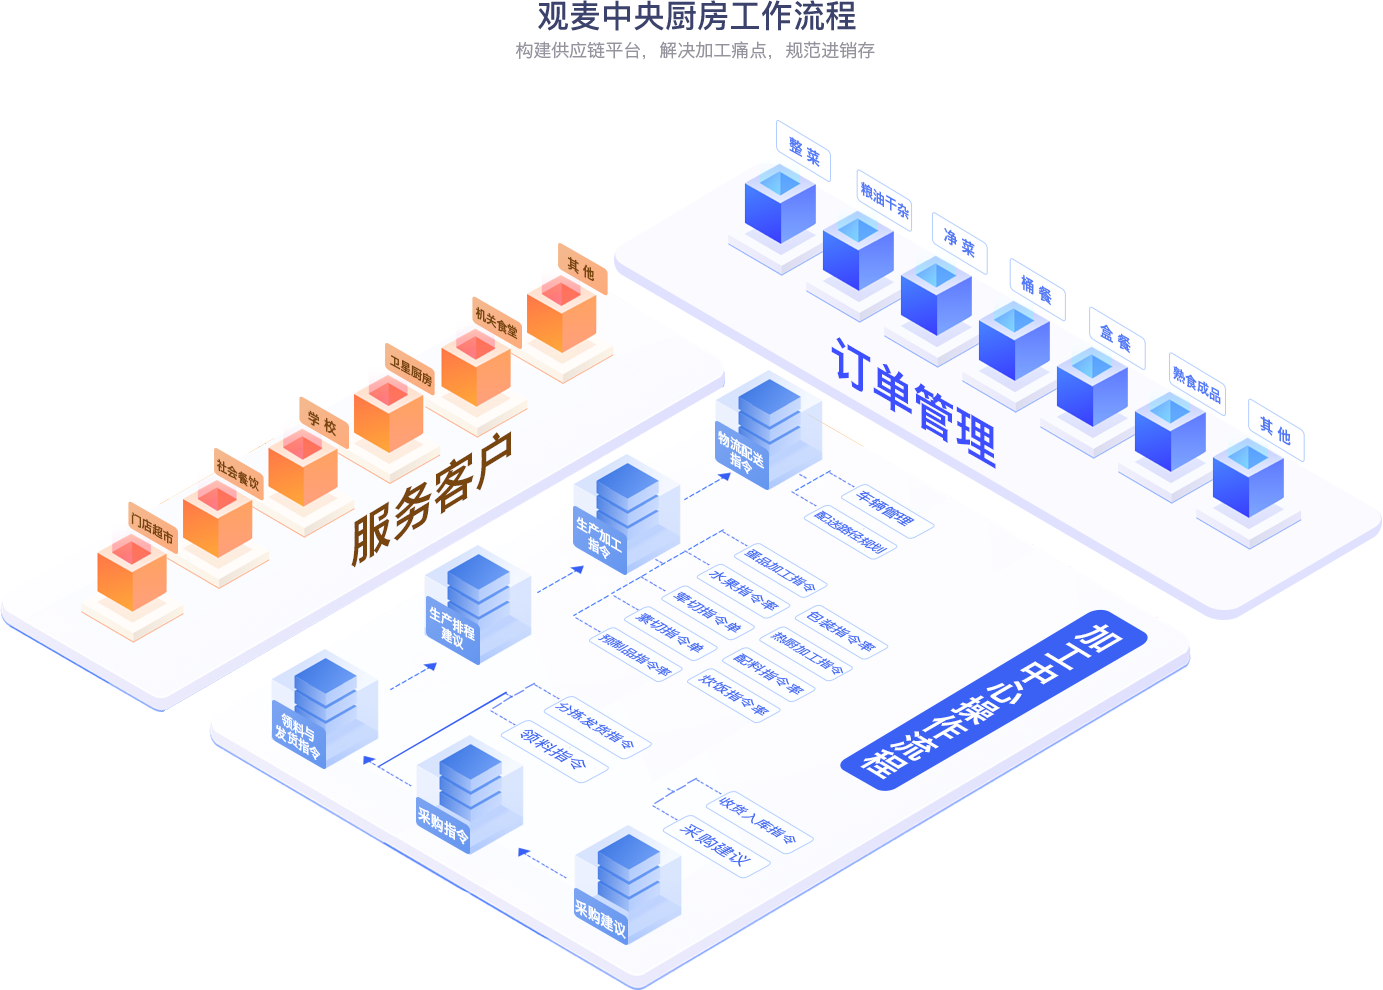 观麦中央厨房工作流程
构建供应链平台，解决加工痛点，规范进销存
整菜
粮油干杂
净菜
桶餐
盒餐
熟食成品
其他
订单管理
其他
机关食堂
卫星厨房
学校
社会餐饮
门店超市
服务客户
物流配送
指令
车辆管理
配送路径规划
生产加工
指令
蛋品加工指令
水果指令率
荤切指令单
素切指令单
预制品指令率
包装指令率
热厨加工指令
配料指令率
炊饭指令率
生产排程
建议
领料与
发货指令
分拣发货指令
领料指令
采购指令
收货入库指令
采购建议
采购建议
加工中心操作流程